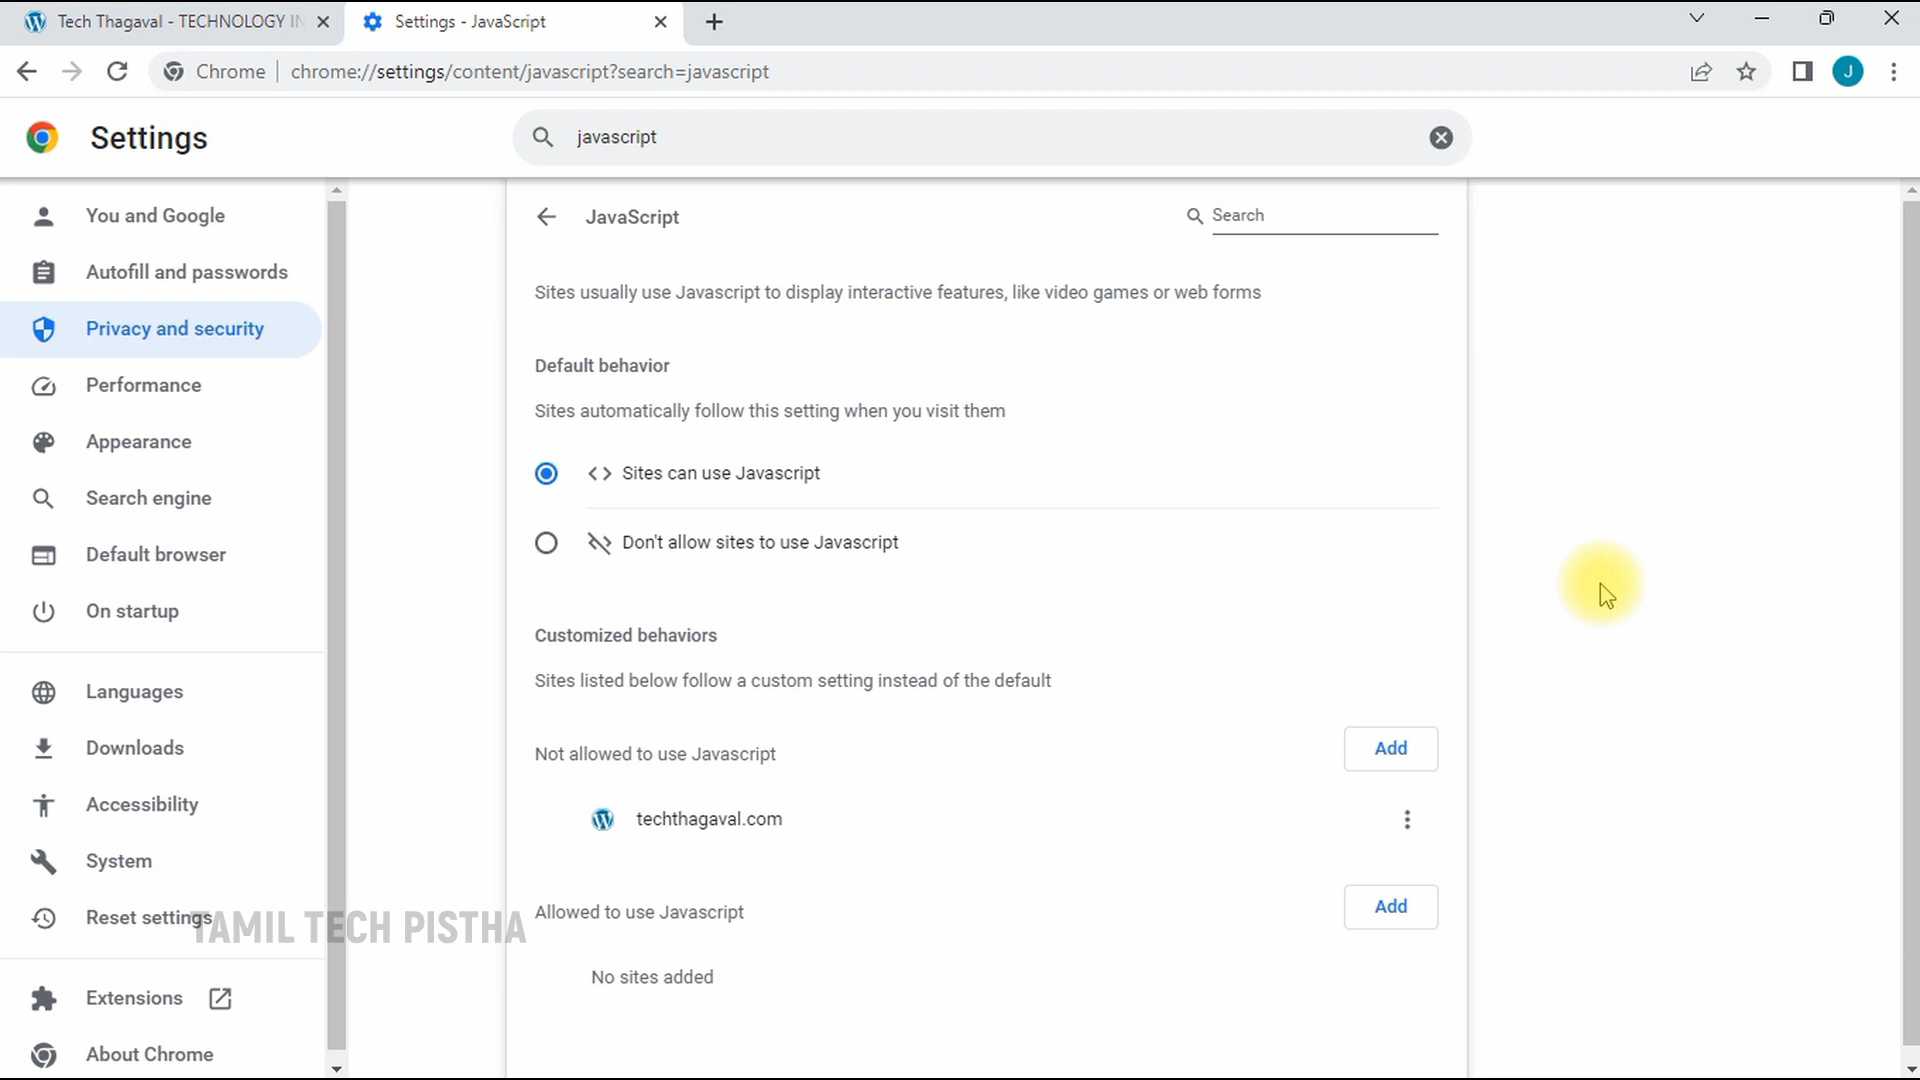 Tech Thagaval - TECHNOLOGY IN
Settings - JavaScript
Chrome
chrome://settings/content/javascript?search=javascript
J
Settings
javascript
You and Google
Autofill and passwords
Privacy and security
Performance
Appearance
Search engine
Default browser
On startup
Languages
Downloads
Accessibility
System
Reset settings
Extensions
About Chrome
JavaScript
Search
Sites usually use Javascript to display interactive features, like video games or web forms
Default behavior
Sites automatically follow this setting when you visit them
Sites can use Javascript
Don't allow sites to use Javascript
Customized behaviors
Sites listed below follow a custom setting instead of the default
Not allowed to use Javascript
Add
techthagaval.com
Allowed to use Javascript
Add
No sites added
TAMIL TECH PISTHA